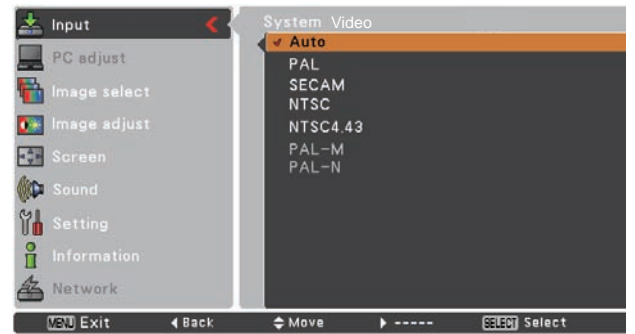 Input
PC adjust
Image select
Image adjust
Screen
Sound
Setting
Information
Network
System Video
Auto
PAL
SECAM
NTSC
NTSC4.43
PAL-M
PAL-N
MENU Exit
Back
Move
-----
SELECT Select